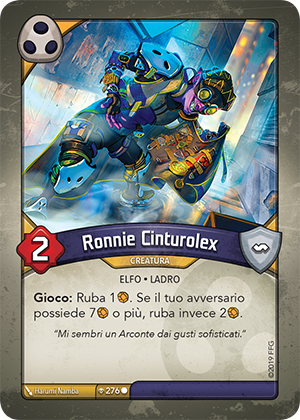 Ronnie Cinturolex
CREATURA
2
ELFO • LADRO
Gioco: Ruba 1. Se il tuo avversario
possiede 7 o più, ruba invece 2.
“Mi sembri un Arconte dai gusti sofisticati.”
Harumi Namba
276
©2019 FFG